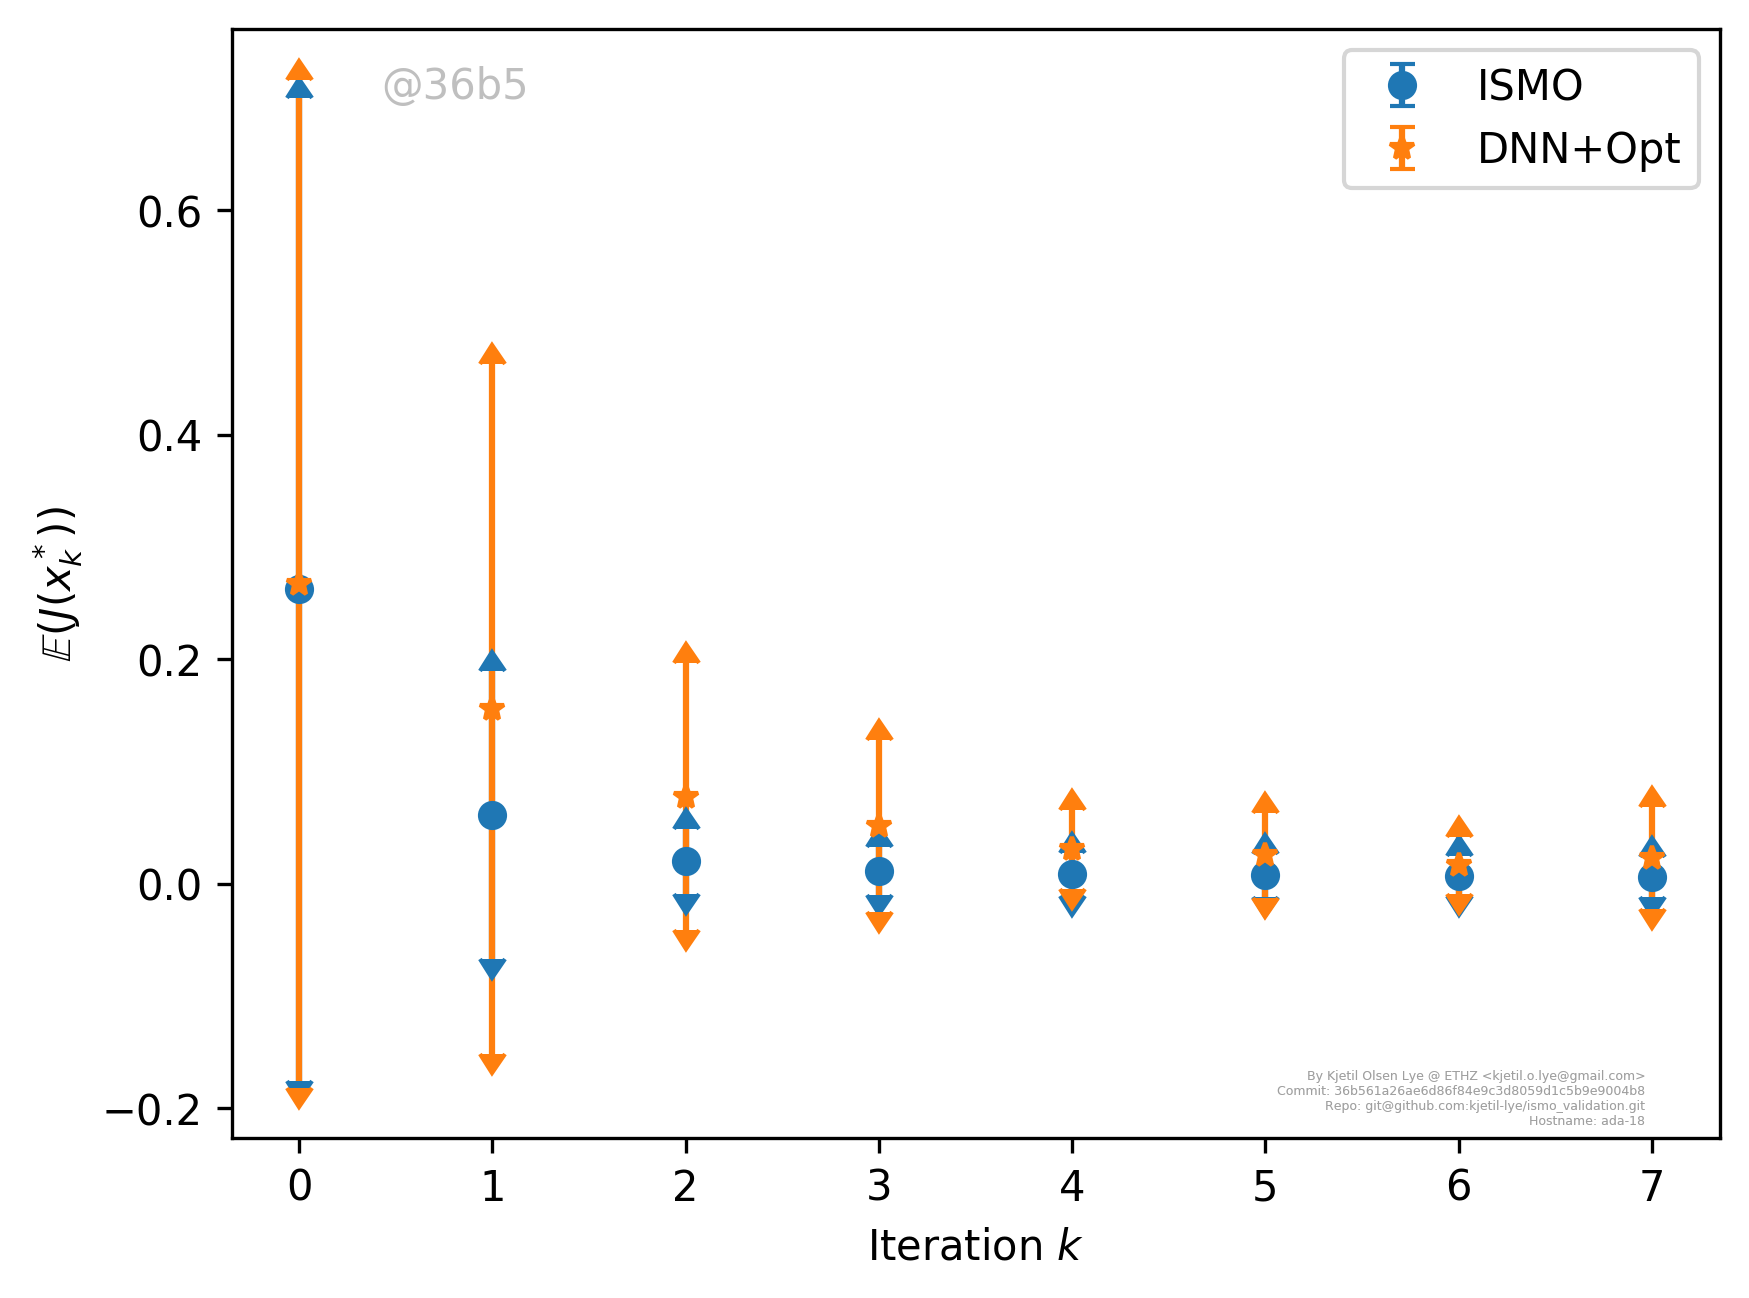 @36b5
ISMO
DNN+Opt
0.6
0.4
0.2
0.0
−0.2
𝔼(J(x*k))
0 1 2 3 4 5 6 7
Iteration k
By Kjetil Olsen Lye @ ETHZ <kjetil.o.lye@gmail.com>
Commit: 36b561a26ae6d86f84e9c3d8059d1c5b9e9004b8
Repo: git@github.com:kjetil-lye/ismo_validation.git
Hostname: ada-18